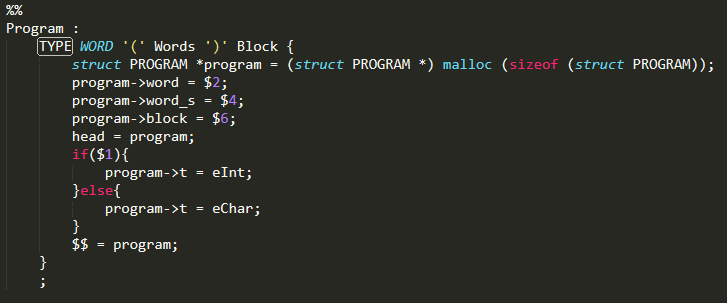 %%
Program :
    TYPE WORD '(' Words ')' Block {
        struct PROGRAM *program = (struct PROGRAM *) malloc (sizeof (struct PROGRAM));
        program->word = $2;
        program->word_s = $4;
        program->block = $6;
        head = program;
        if($1){
            program->t = eInt;
        }else{
            program->t = eChar;
        }
        $$ = program;
    }
    ;